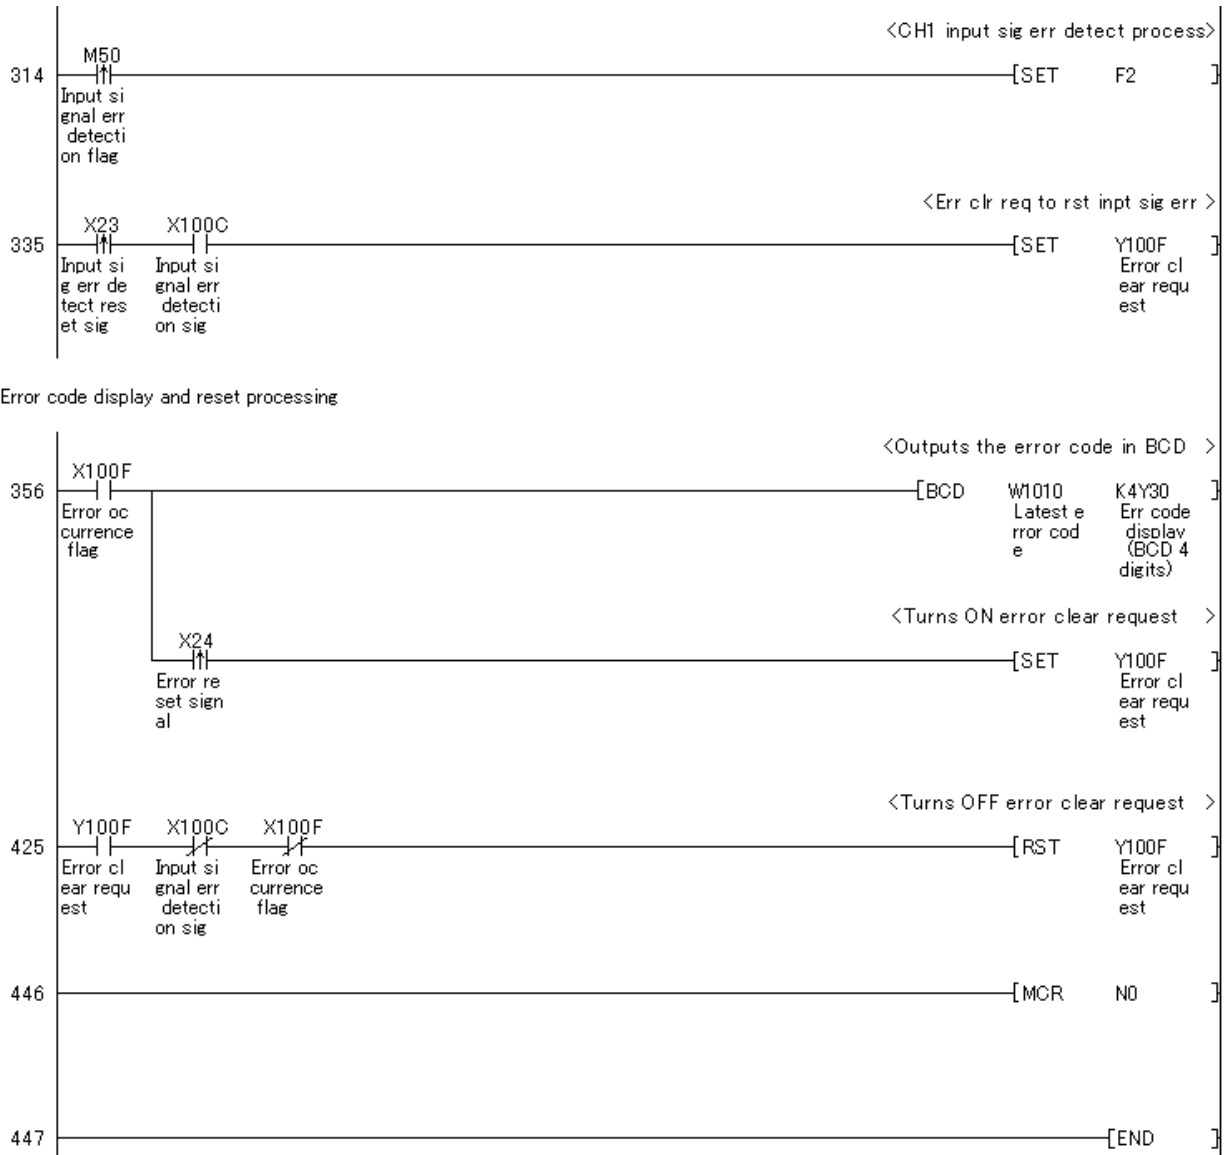 <CH1 input sig err detect process>
M50
314
[SET F2 ]
Input si
gnal err
detecti
on flag
<Err clr req to rst inpt sig err >
X23 X100C
335
[SET Y100F ]
Input si
g err de
tect res
et sig
Input si
gnal err
detecti
on sig
Error cl
ear requ
est
Error code display and reset processing
<Outputs the error code in BCD >
X100F
356
[BCD W1010 K4Y30 ]
Error oc
currence
flag
Latest e
rror cod
e
Err code
display
(BCD 4
digits)
<Turns ON error clear request >
X24
[SET Y100F ]
Error re
set sign
al
Error cl
ear requ
est
<Turns OFF error clear request >
Y100F X100C X100F
425
[RST Y100F ]
Error cl
ear requ
est
Input si
gnal err
detecti
on sig
Error oc
currence
flag
Error cl
ear requ
est
446
[MCR N0 ]
447
[END ]